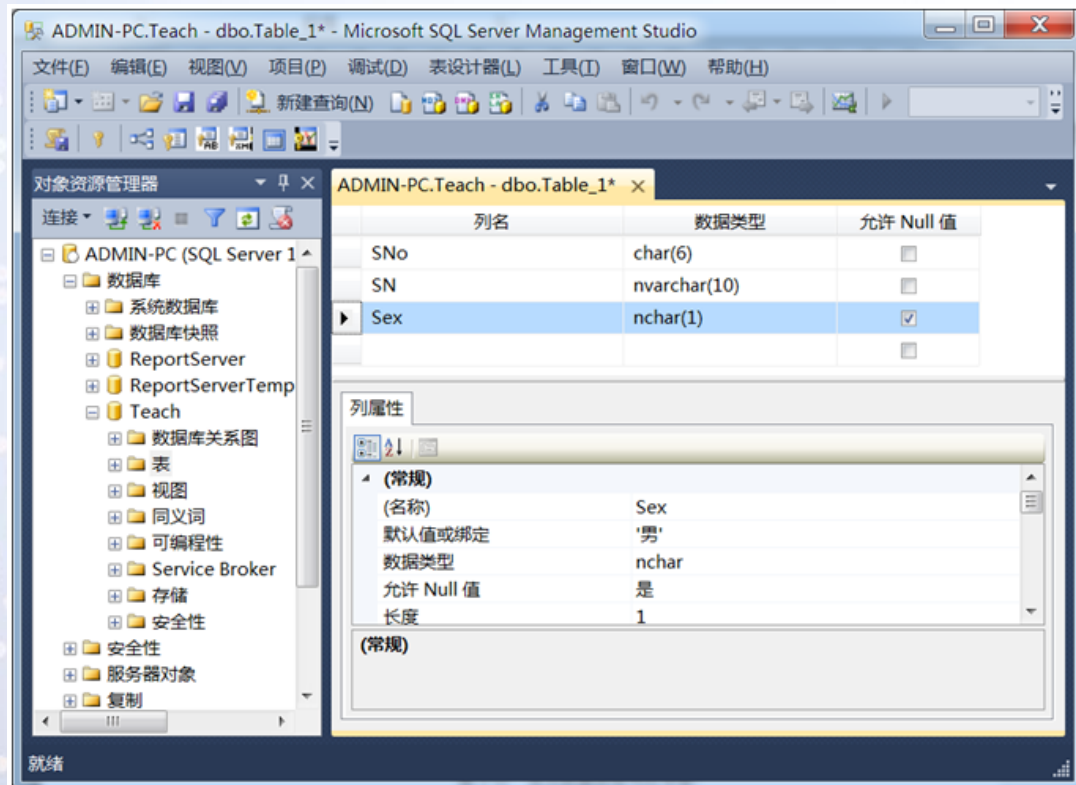 ADMIN-PC.Teach - dbo.Table_1* - Microsoft SQL Server Management Studio
文件(F) 编辑(E) 视图(V) 项目(P) 调试(D) 表设计器(L) 工具(T) 窗口(W) 帮助(H)
新建查询(N)
对象资源管理器
连接
ADMIN-PC (SQL Server 1
数据库
系统数据库
数据库快照
ReportServer
ReportServerTemp
Teach
数据库关系图
表
视图
同义词
可编程性
Service Broker
存储
安全性
安全性
服务器对象
复制
ADMIN-PC.Teach - dbo.Table_1*
列名 数据类型 允许 Null 值
SNo char(6)
SN nvarchar(10)
Sex nchar(1)
列属性
(常规)
(名称) Sex
默认值或绑定 '男'
数据类型 nchar
允许 Null 值 是
长度 1
(常规)
就绪